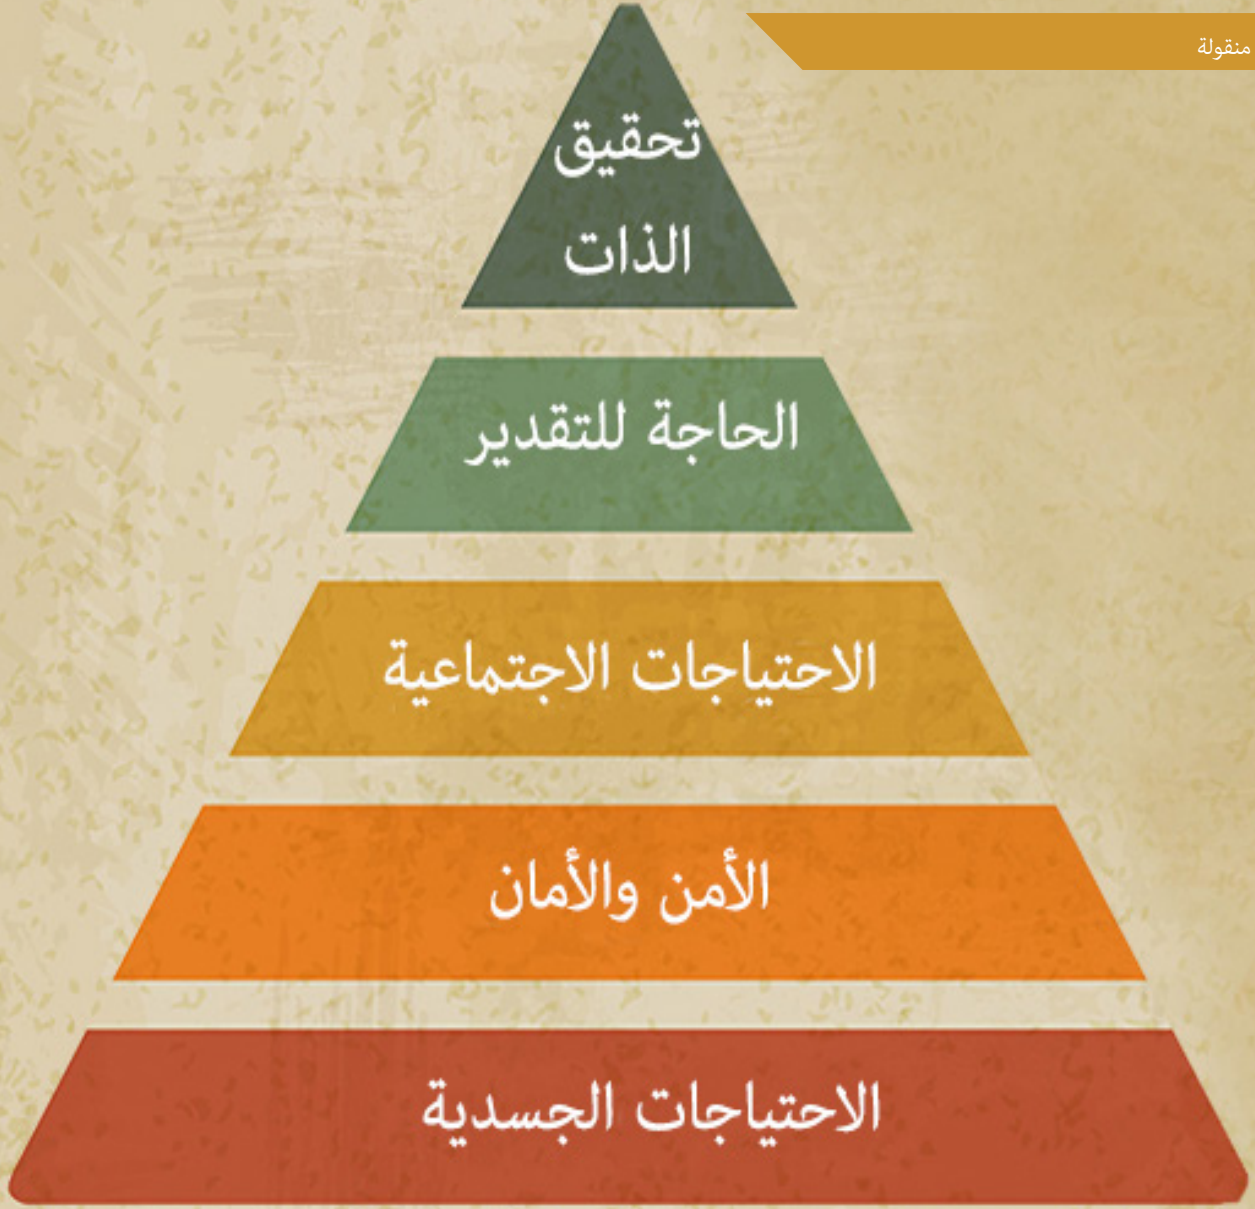 منقولة
تحقيق
الذات
الحاجة للتقدير
الاحتياجات الاجتماعية
الأمن والأمان
الاحتياجات الجسدية